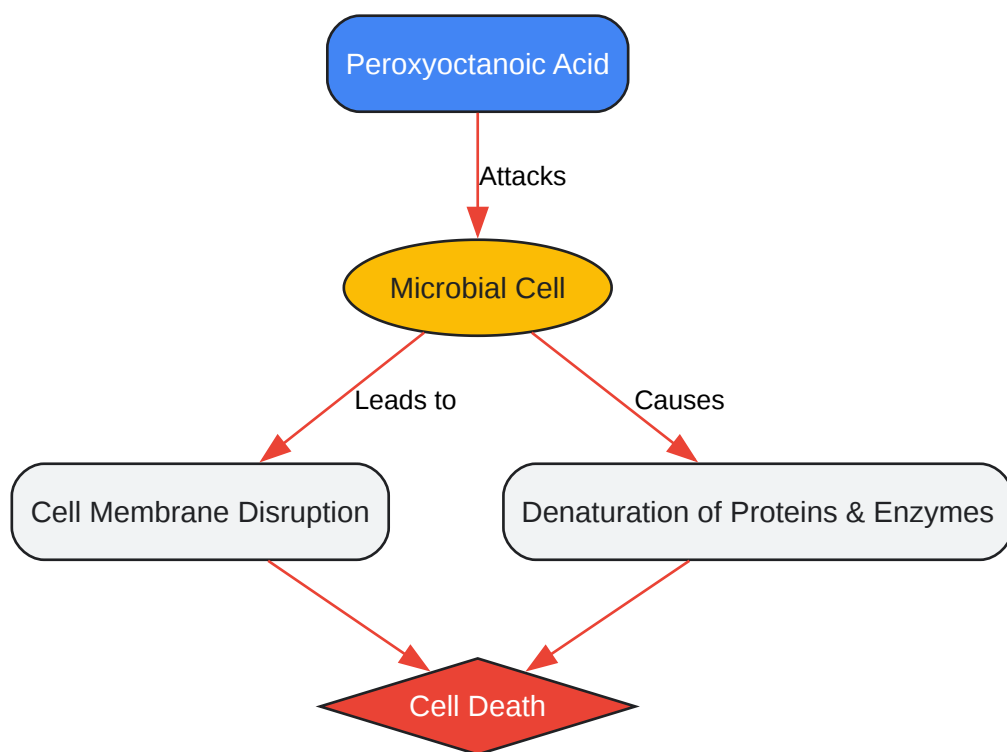 Peroxyoctanoic Acid
Attacks
Microbial Cell
Leads to
Causes
Cell Membrane Disruption
Denaturation of Proteins & Enzymes
Cell Death